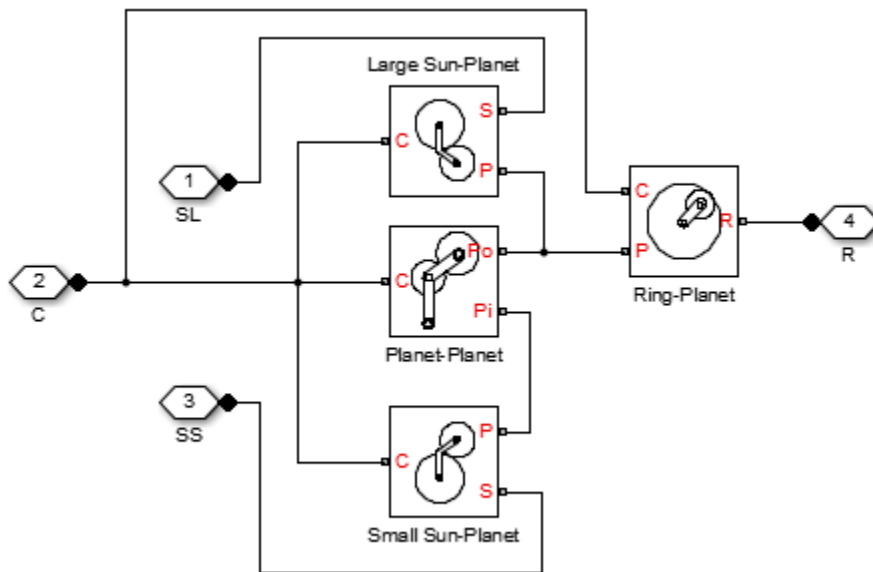 Large Sun-Planet
S
C
P
1
SL
C
R
4
R
P
Ring-Planet
2
C
Po
C
Pi
Planet-Planet
3
SS
P
C
S
Small Sun-Planet